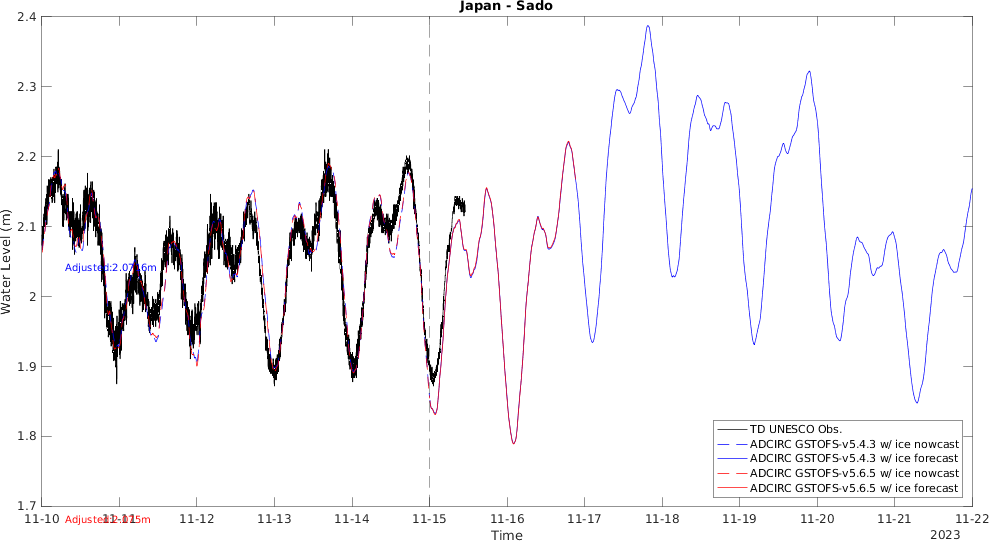 Japan - Sado
2.4
2.3
2.2
2.1
2
1.9
1.8
1.7
Water Level (m)
Adjusted:2.0746m
Adjusted:2.075m
11-10
11-11
11-12
11-13
11-14
11-15
11-16
11-17
11-18
11-19
11-20
11-21
11-22
Time
2023
TD UNESCO Obs.
ADCIRC GSTOFS-v5.4.3 w/ ice nowcast
ADCIRC GSTOFS-v5.4.3 w/ ice forecast
ADCIRC GSTOFS-v5.6.5 w/ ice nowcast
ADCIRC GSTOFS-v5.6.5 w/ ice forecast